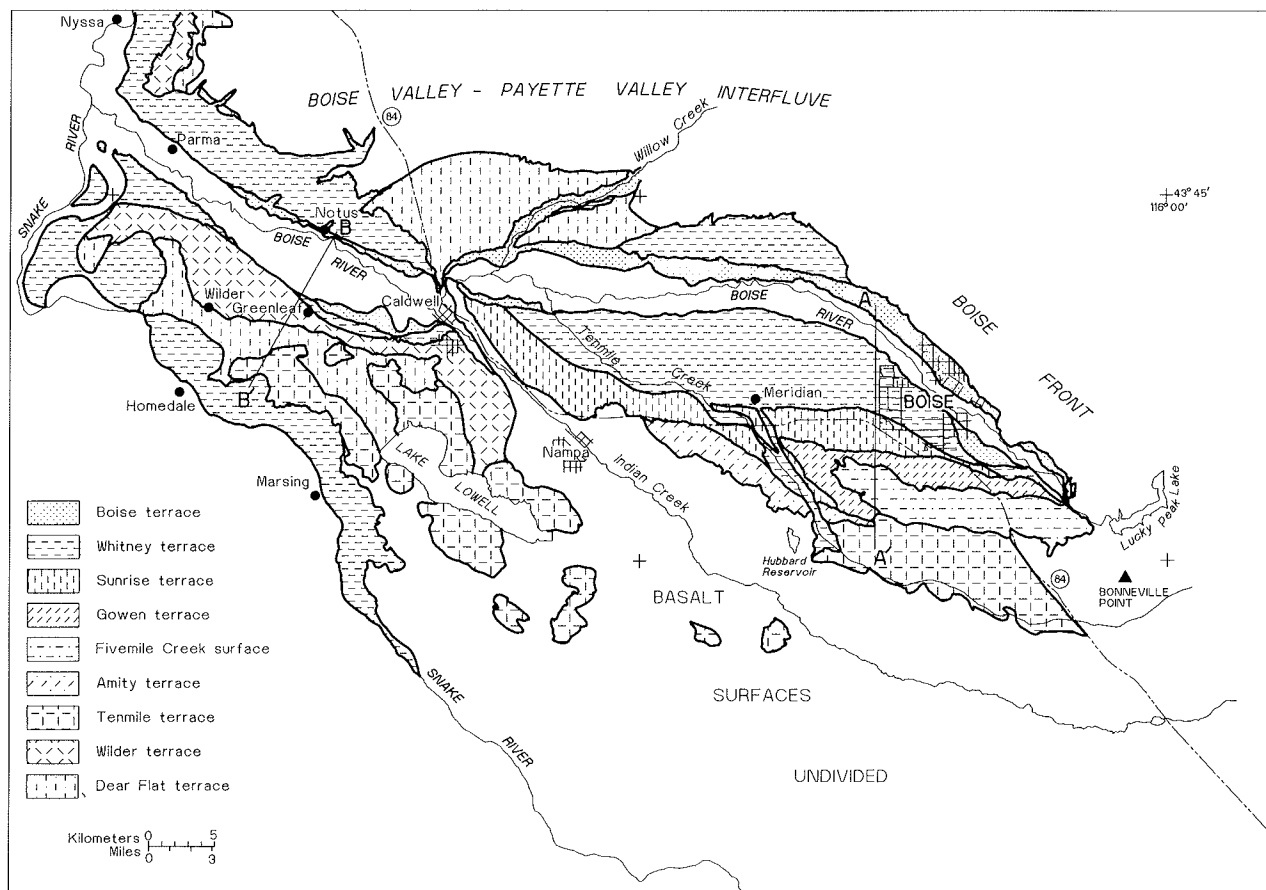 Nyssa
BOISE VALLEY - PAYETTE VALLEY INTERFLUVE
84
Willow Creek
Parma
SNAKE RIVER
43° 45'
116° 00'
Notus
B
BOISE RIVER
Wilder
Greenleaf
Caldwell
A
BOISE RIVER
BOISE FRONT
Tenmile Creek
Meridian
BOISE
Homedale
B'
Nampa
Indian Creek
LAKE LOWELL
Marsing
Lucky Peak Lake
Hubbard
Reservoir
A'
84
BONNEVILLE
POINT
BASALT
SURFACES
UNDIVIDED
SNAKE RIVER
Boise terrace
Whitney terrace
Sunrise terrace
Gowen terrace
Fivemile Creek surface
Amity terrace
Tenmile terrace
Wilder terrace
Dear Flat terrace
Kilometers 0 5
Miles 0 3